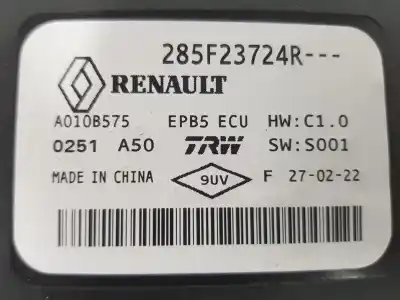 285F23724R---
RENAULT
A010B575 EPB5 ECU HW:C1.0
0251 A50 TRW SW:S001
MADE IN CHINA 9UV F 27-02-22